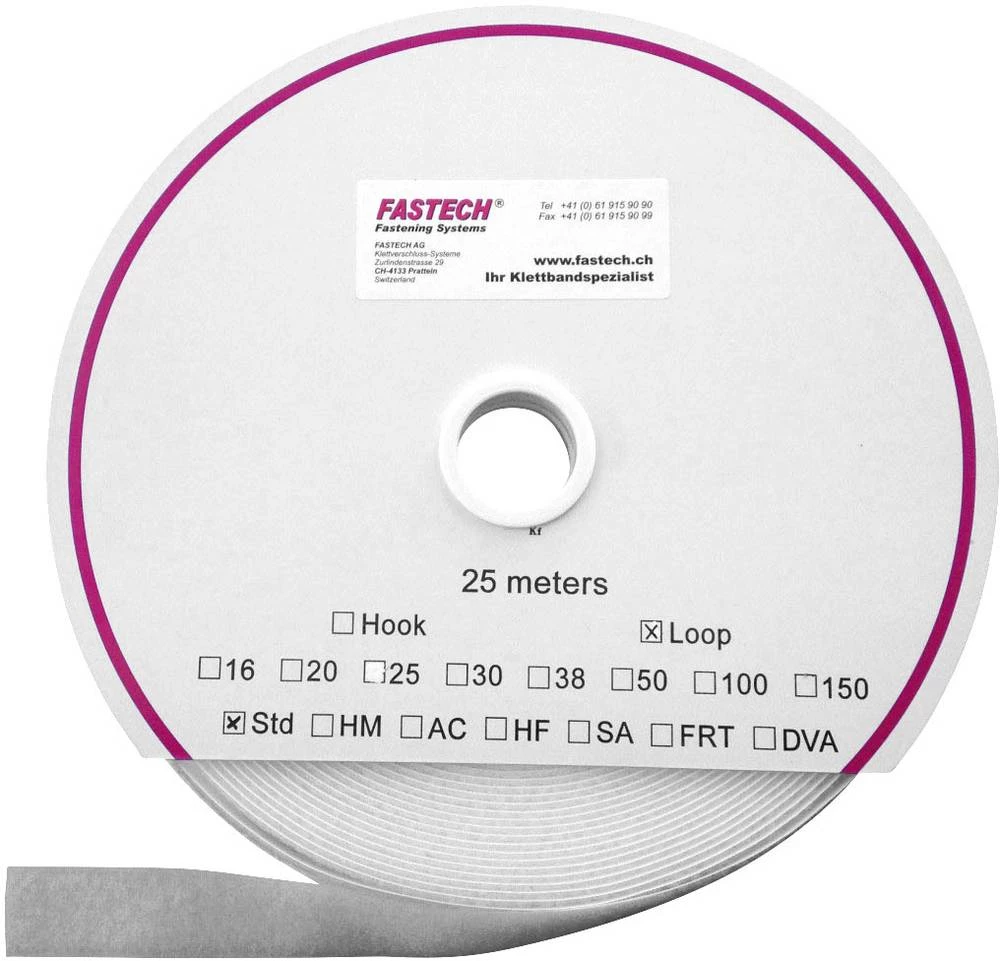 FASTECH®
Fastening Systems
FASTECH AG
Klettverschluss-Systeme
Zurlindenstrasse 29
CH-4133 Pratteln
Switzerland
Tel +41 (0) 61 915 90 90
Fax +41 (0) 61 915 90 99
www.fastech.ch
Ihr Klettbandspezialist
Kf
25 meters
Hook Loop
16 20 25 30 38 50 100 150
Std HM AC HF SA FRT DVA